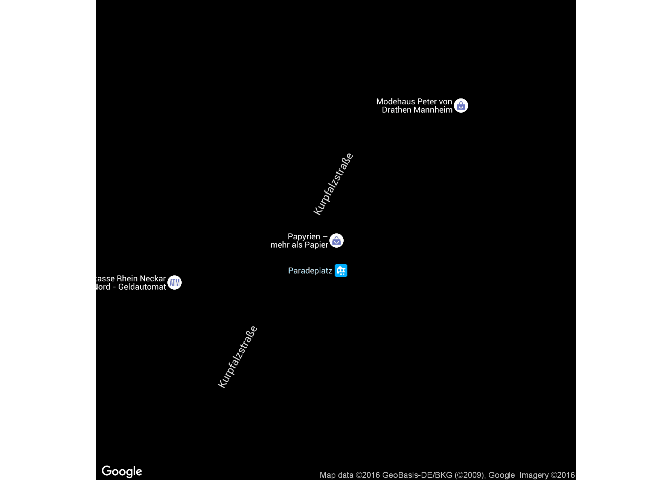 Modehaus Peter von
Drathen Mannheim
Kurpfalzstraße
Papyrien –
mehr als Papier
Paradeplatz
Rhein Neckar
Nord - Geldautomat
Kurpfalzstraße
Google
Map data ©2016 GeoBasis-DE/BKG (©2009), Google Imagery ©2016